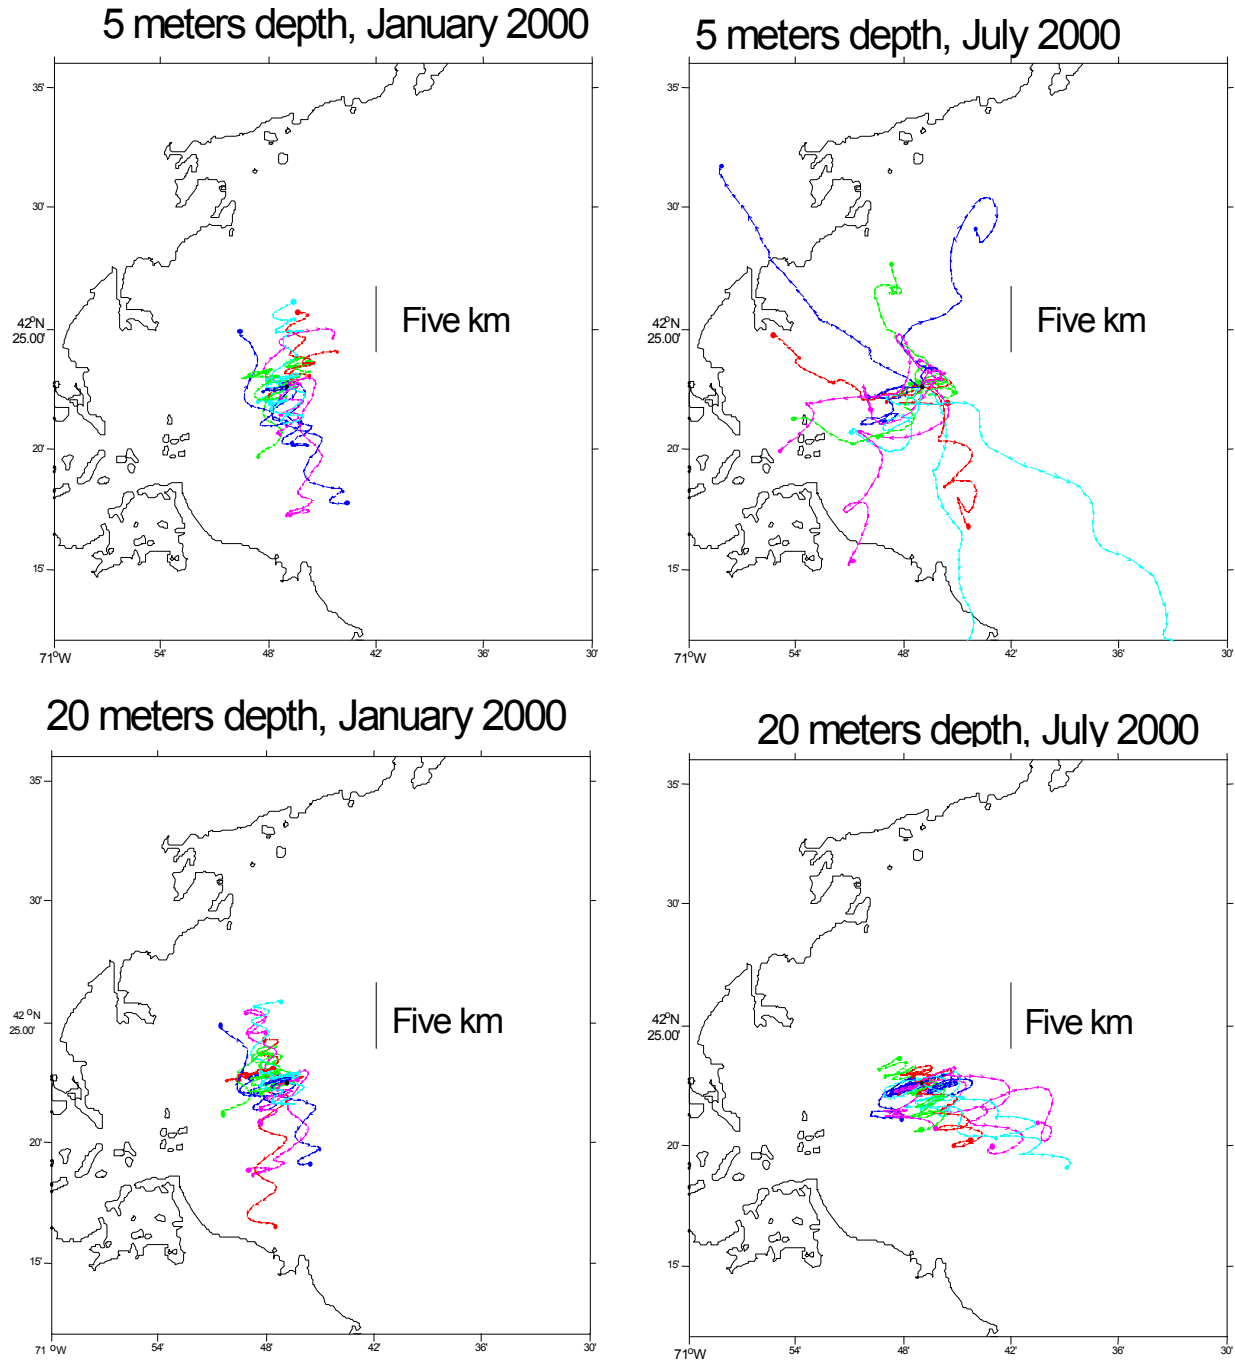 5 meters depth, January 2000
35'
30'
42°N
25.00'
20'
15'
71°W
54'
48'
42'
36'
30'
Five km
5 meters depth, July 2000
35'
30'
42°N
25.00'
20'
15'
71°W
54'
48'
42'
36'
30'
Five km
20 meters depth, January 2000
35'
30'
42 °N
25.00'
20'
15'
71 °W
54'
48'
42'
36'
30'
Five km
20 meters depth, July 2000
35'
30'
42°N
25.00'
20'
15'
71°W
54'
48'
42'
36'
30'
Five km